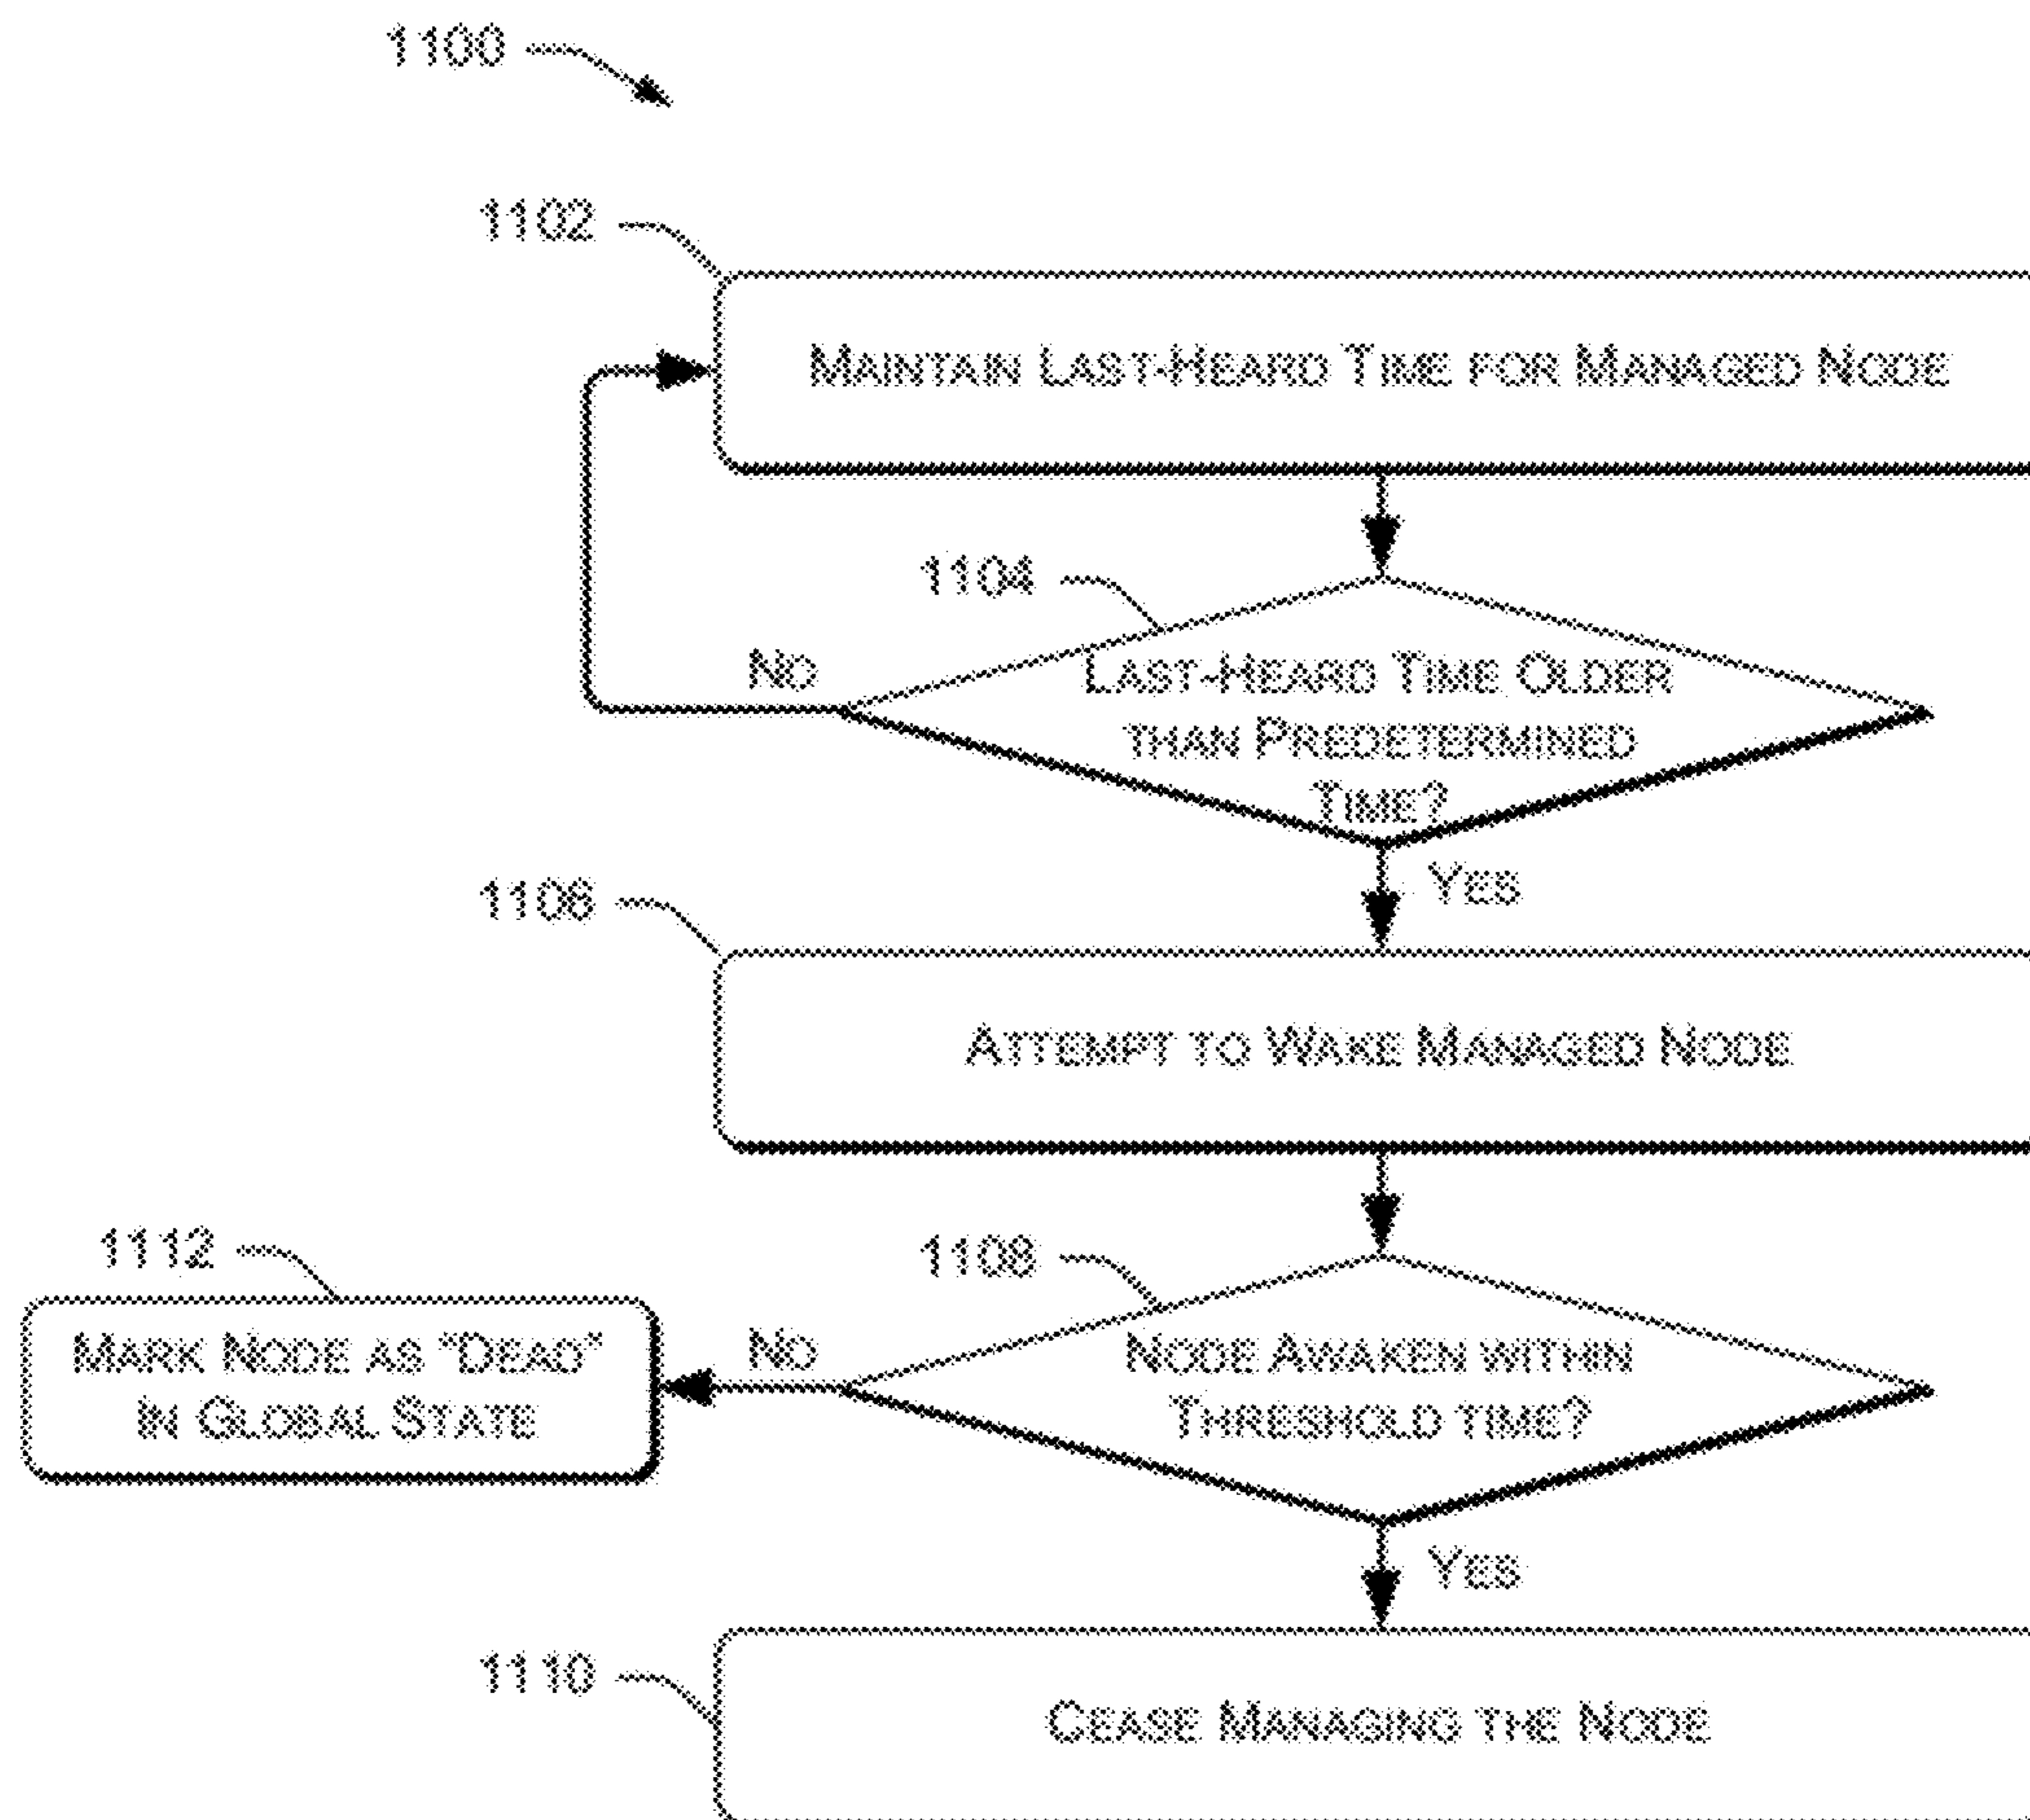 1100
1102
MAINTAIN LAST-HEARD TIME FOR MANAGED NODE
1104
NO
LAST-HEARD TIME OLDER
THAN PREDETERMINED
TIME?
YES
1106
ATTEMPT TO WAKE MANAGED NODE
1112
1108
MARK NODE AS "DEAD"
IN GLOBAL STATE
NO
NODE AWAKEN WITHIN
THRESHOLD TIME?
YES
1110
CEASE MANAGING THE NODE